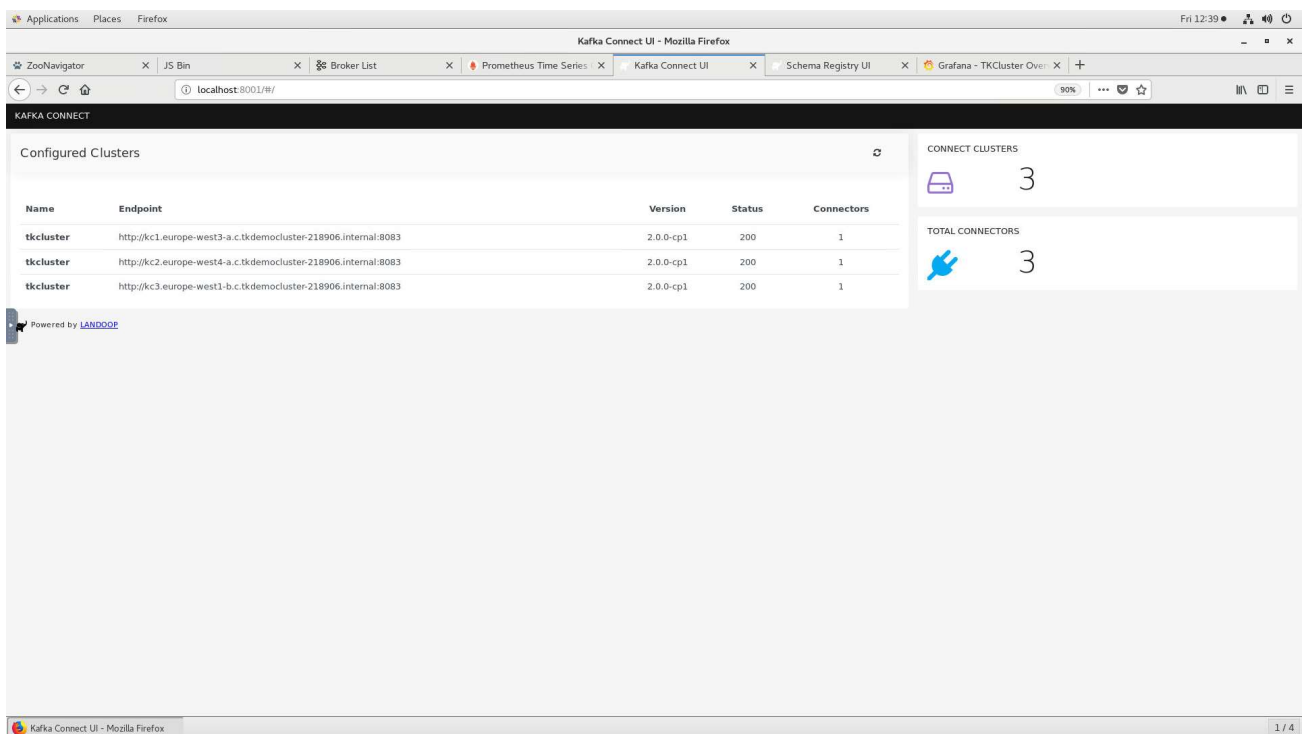 Applications Places Firefox Fri 12:39
Kafka Connect UI - Mozilla Firefox
ZooNavigator JS Bin Broker List Prometheus Time Series Kafka Connect UI Schema Registry UI Grafana - TKCluster Over
localhost:8001/#/ 90%
KAFKA CONNECT
Configured Clusters
CONNECT CLUSTERS
3
Name Endpoint Version Status Connectors
tkcluster http://kc1.europe-west3-a.c.tkdemocluster-218906.internal:8083 2.0.0-cp1 200 1
tkcluster http://kc2.europe-west4-a.c.tkdemocluster-218906.internal:8083 2.0.0-cp1 200 1
tkcluster http://kc3.europe-west1-b.c.tkdemocluster-218906.internal:8083 2.0.0-cp1 200 1
TOTAL CONNECTORS
3
Powered by LANDOOP
Kafka Connect UI - Mozilla Firefox 1 / 4